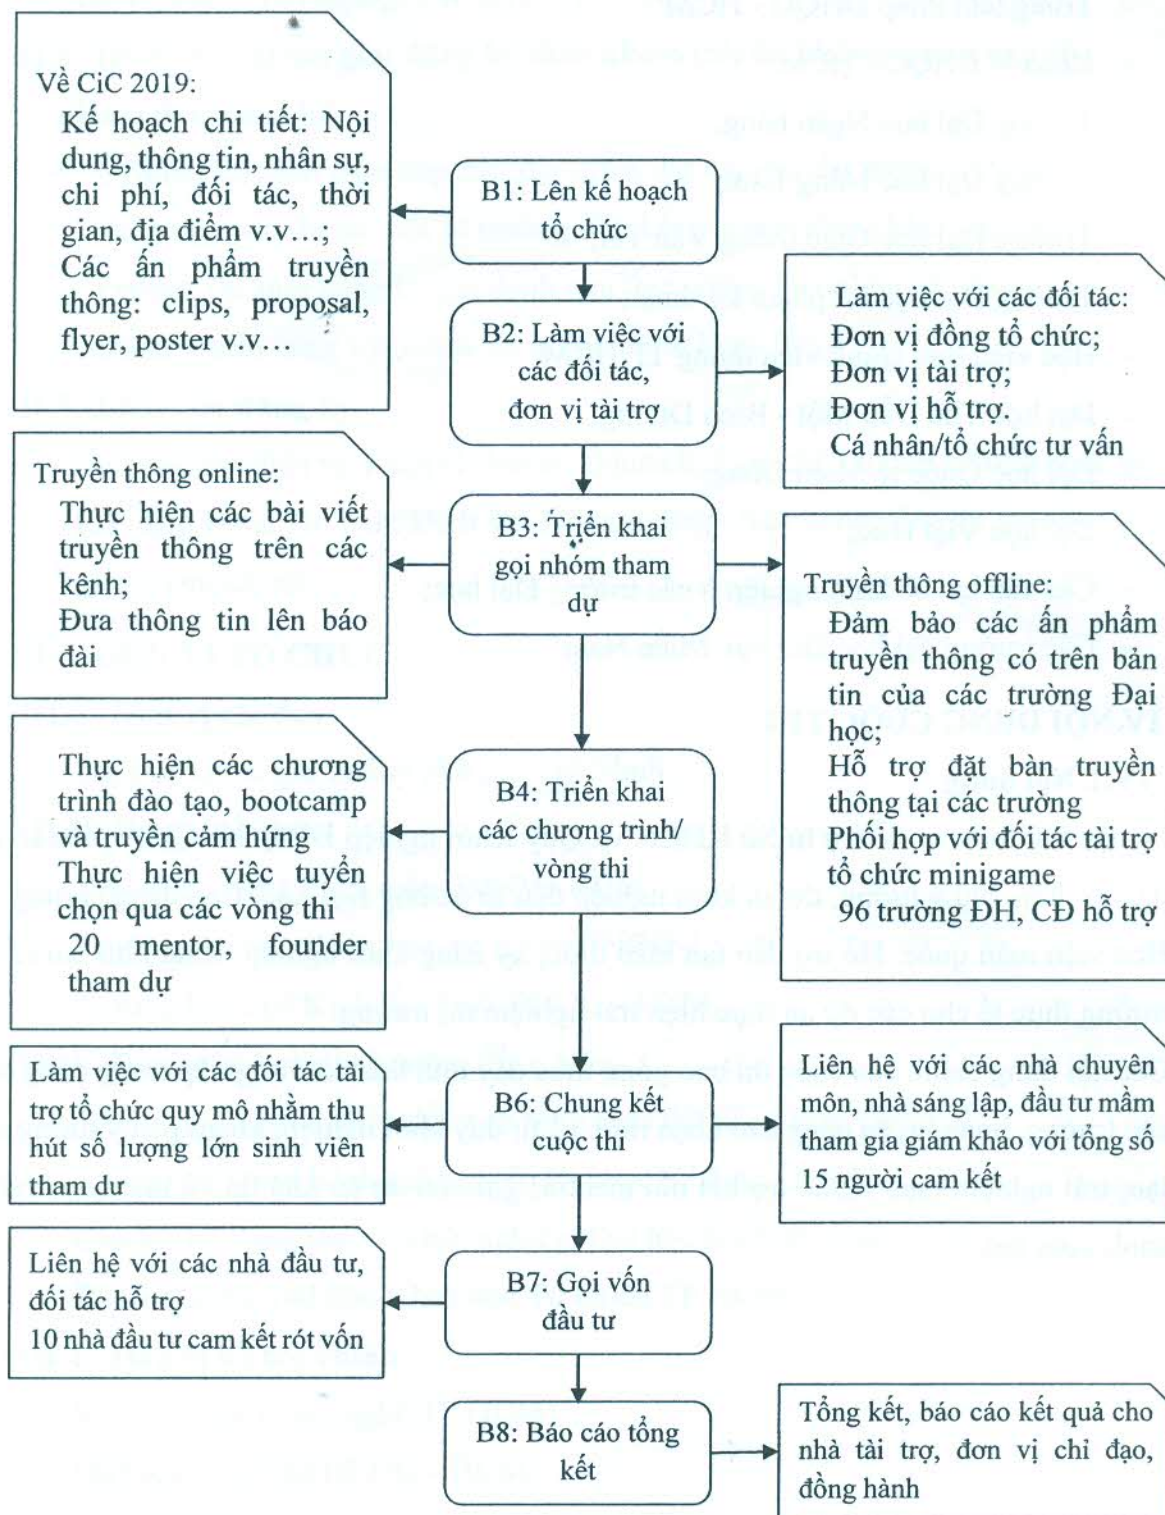 Về CiC 2019:
Kế hoạch chi tiết: Nội
dung, thông tin, nhân sự,
chi phí, đối tác, thời
gian, địa điểm v.v…;
Các ấn phẩm truyền
thông: clips, proposal,
flyer, poster v.v…
B1: Lên kế hoạch
tổ chức
B2: Làm việc với
các đối tác,
đơn vị tài trợ
Làm việc với các đối tác:
Đơn vị đồng tổ chức;
Đơn vị tài trợ;
Đơn vị hỗ trợ.
Cá nhân/tổ chức tư vấn
Truyền thông online:
Thực hiện các bài viết
truyền thông trên các
kênh;
Đưa thông tin lên báo
đài
B3: Triển khai
gọi nhóm tham
dự
Truyền thông offline:
Đảm bảo các ấn phẩm
truyền thông có trên bản
tin của các trường Đại
học;
Hỗ trợ đặt bàn truyền
thông tại các trường
Phối hợp với đối tác tài trợ
tổ chức minigame
96 trường ĐH, CĐ hỗ trợ
Thực hiện các chương
trình đào tạo, bootcamp
và truyền cảm hứng
Thực hiện việc tuyển
chọn qua các vòng thi
20 mentor, founder
tham dự
B4: Triển khai
các chương trình/
vòng thi
Làm việc với các đối tác tài
trợ tổ chức quy mô nhằm thu
hút số lượng lớn sinh viên
tham dự
B6: Chung kết
cuộc thi
Liên hệ với các nhà chuyên
môn, nhà sáng lập, đầu tư mầm
tham gia giám khảo với tổng số
15 người cam kết
Liên hệ với các nhà đầu tư,
đối tác hỗ trợ
10 nhà đầu tư cam kết rót vốn
B7: Gọi vốn
đầu tư
B8: Báo cáo tổng
kết
Tổng kết, báo cáo kết quả cho
nhà tài trợ, đơn vị chỉ đạo,
đồng hành